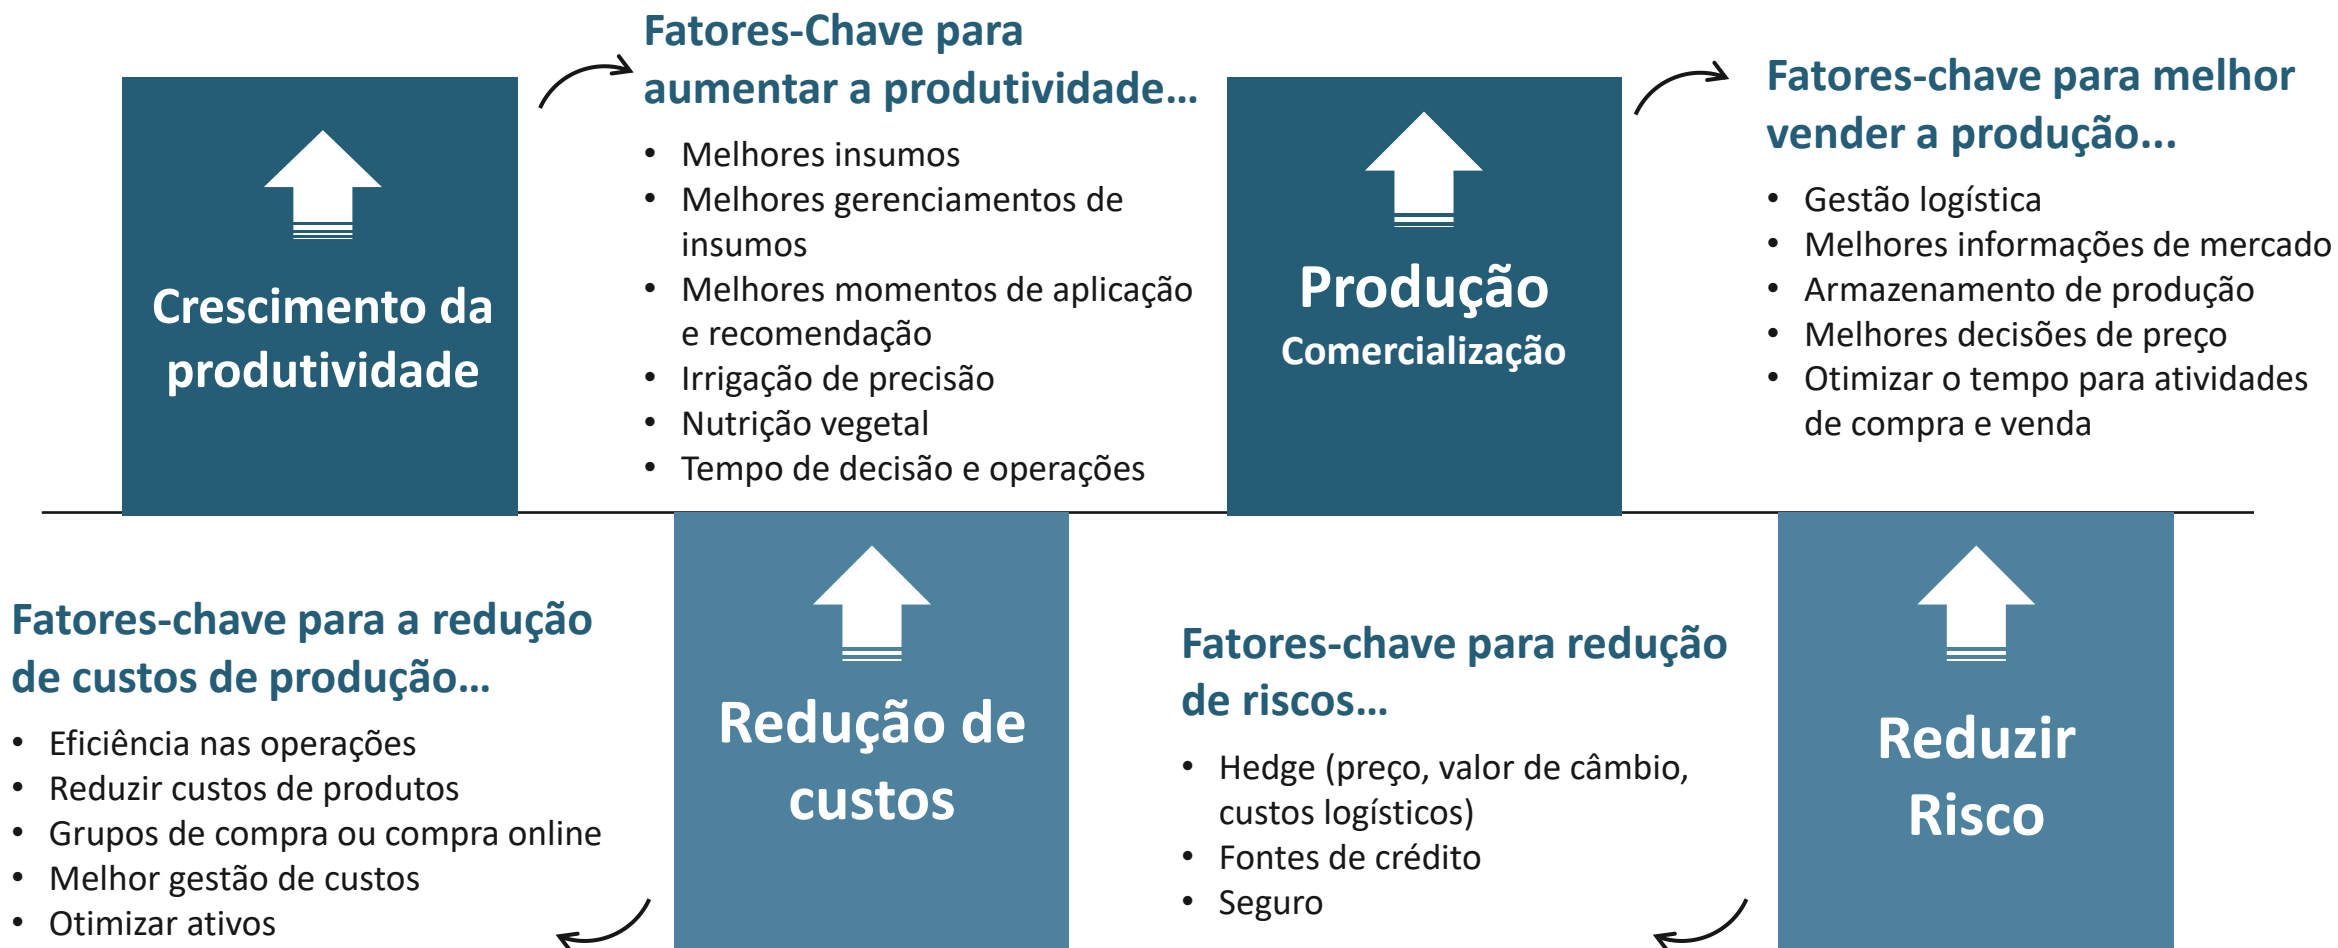 Crescimento da
produtividade
Fatores-Chave para
aumentar a produtividade...
• Melhores insumos
• Melhores gerenciamentos de
insumos
• Melhores momentos de aplicação
e recomendação
• Irrigação de precisão
• Nutrição vegetal
• Tempo de decisão e operações
Produção
Comercialização
Fatores-chave para melhor
vender a produção...
• Gestão logística
• Melhores informações de mercado
• Armazenamento de produção
• Melhores decisões de preço
• Otimizar o tempo para atividades
de compra e venda
Fatores-chave para a redução
de custos de produção...
• Eficiência nas operações
• Reduzir custos de produtos
• Grupos de compra ou compra online
• Melhor gestão de custos
• Otimizar ativos
Redução de
custos
Fatores-chave para redução
de riscos...
• Hedge (preço, valor de câmbio,
custos logísticos)
• Fontes de crédito
• Seguro
Reduzir
Risco